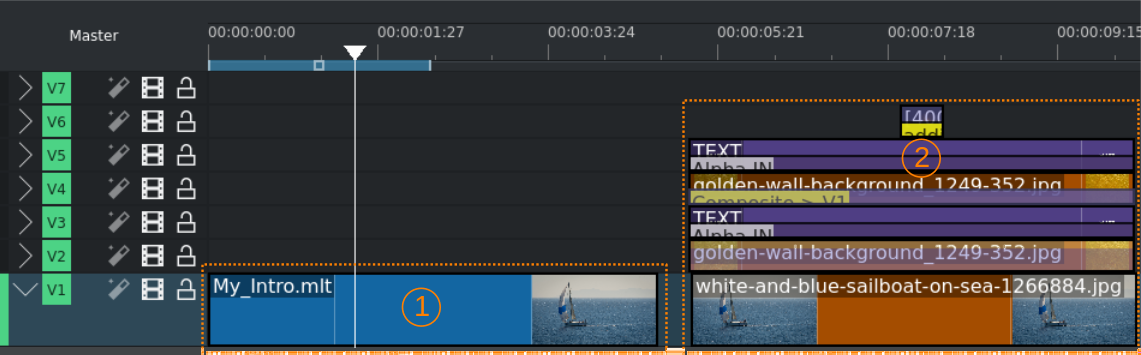 Master
00:00:00:00 00:00:01:27 00:00:03:24 00:00:05:21 00:00:07:18 00:00:09:15
V7
V6
[400
add
V5
TEXT
Alpha IN
2
V4
golden-wall-background_1249-352.jpg
Composite > V1
V3
TEXT
Alpha IN
V2
golden-wall-background_1249-352.jpg
V1
My_Intro.mlt
1
white-and-blue-sailboat-on-sea-1266884.jpg